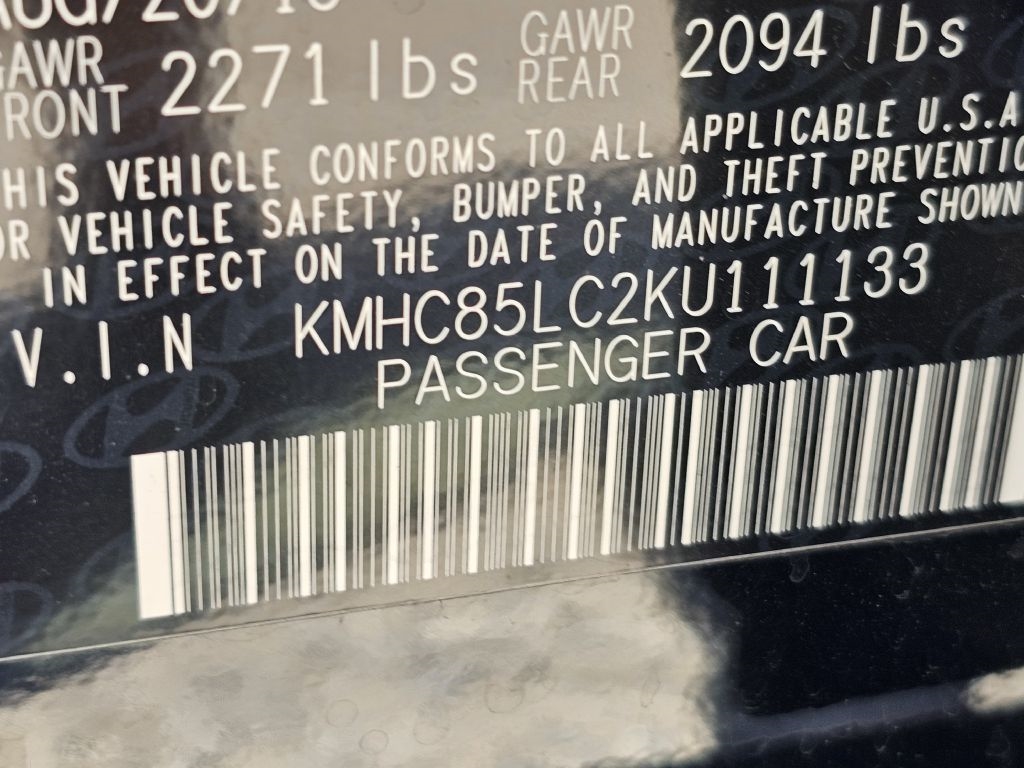 GAWR FRONT 2271 lbs GAWR REAR 2094 lbs
HIS VEHICLE CONFORMS TO ALL APPLICABLE U.S.A
OR VEHICLE SAFETY, BUMPER, AND THEFT PREVENTIO
IN EFFECT ON THE DATE OF MANUFACTURE SHOWN
V.I.N KMHC85LC2KU111133
PASSENGER CAR